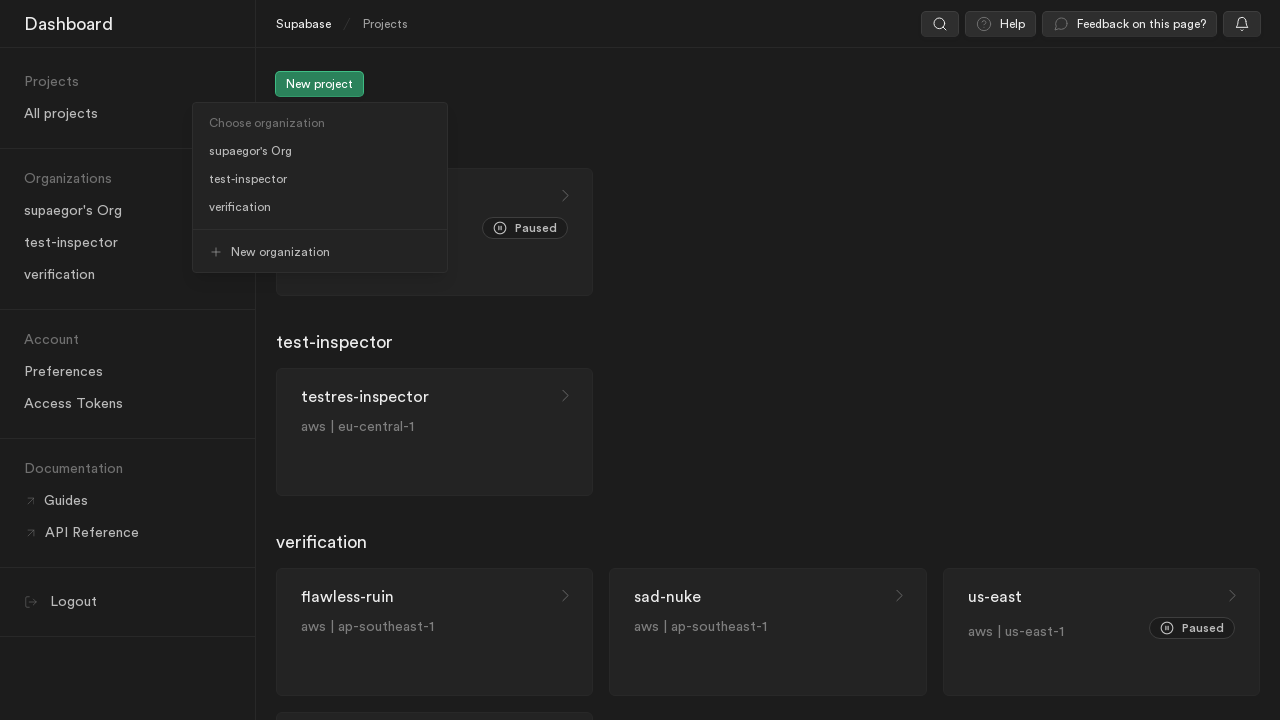 Dashboard
Supabase / Projects
Help
Feedback on this page?
Projects
All projects
Organizations
supaegor's Org
test-inspector
verification
Account
Preferences
Access Tokens
Documentation
Guides
API Reference
Logout
New project
Choose organization
supaegor's Org
test-inspector
verification
New organization
Paused
test-inspector
testres-inspector
aws | eu-central-1
verification
flawless-ruin
aws | ap-southeast-1
sad-nuke
aws | ap-southeast-1
us-east
aws | us-east-1
Paused